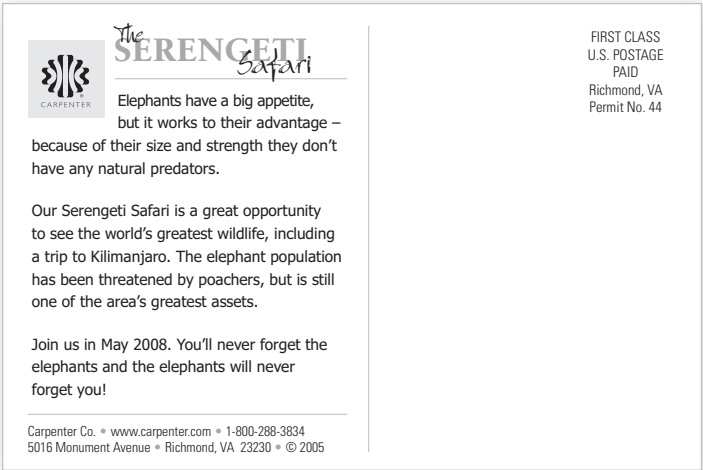 The
SERENGETI
Safari
CARPENTER
Elephants have a big appetite,
but it works to their advantage –
because of their size and strength they don’t
have any natural predators.
Our Serengeti Safari is a great opportunity
to see the world’s greatest wildlife, including
a trip to Kilimanjaro. The elephant population
has been threatened by poachers, but is still
one of the area’s greatest assets.
Join us in May 2008. You’ll never forget the
elephants and the elephants will never
forget you!
Carpenter Co. • www.carpenter.com • 1-800-288-3834
5016 Monument Avenue • Richmond, VA 23230 • © 2005
FIRST CLASS
U.S. POSTAGE
PAID
Richmond, VA
Permit No. 44